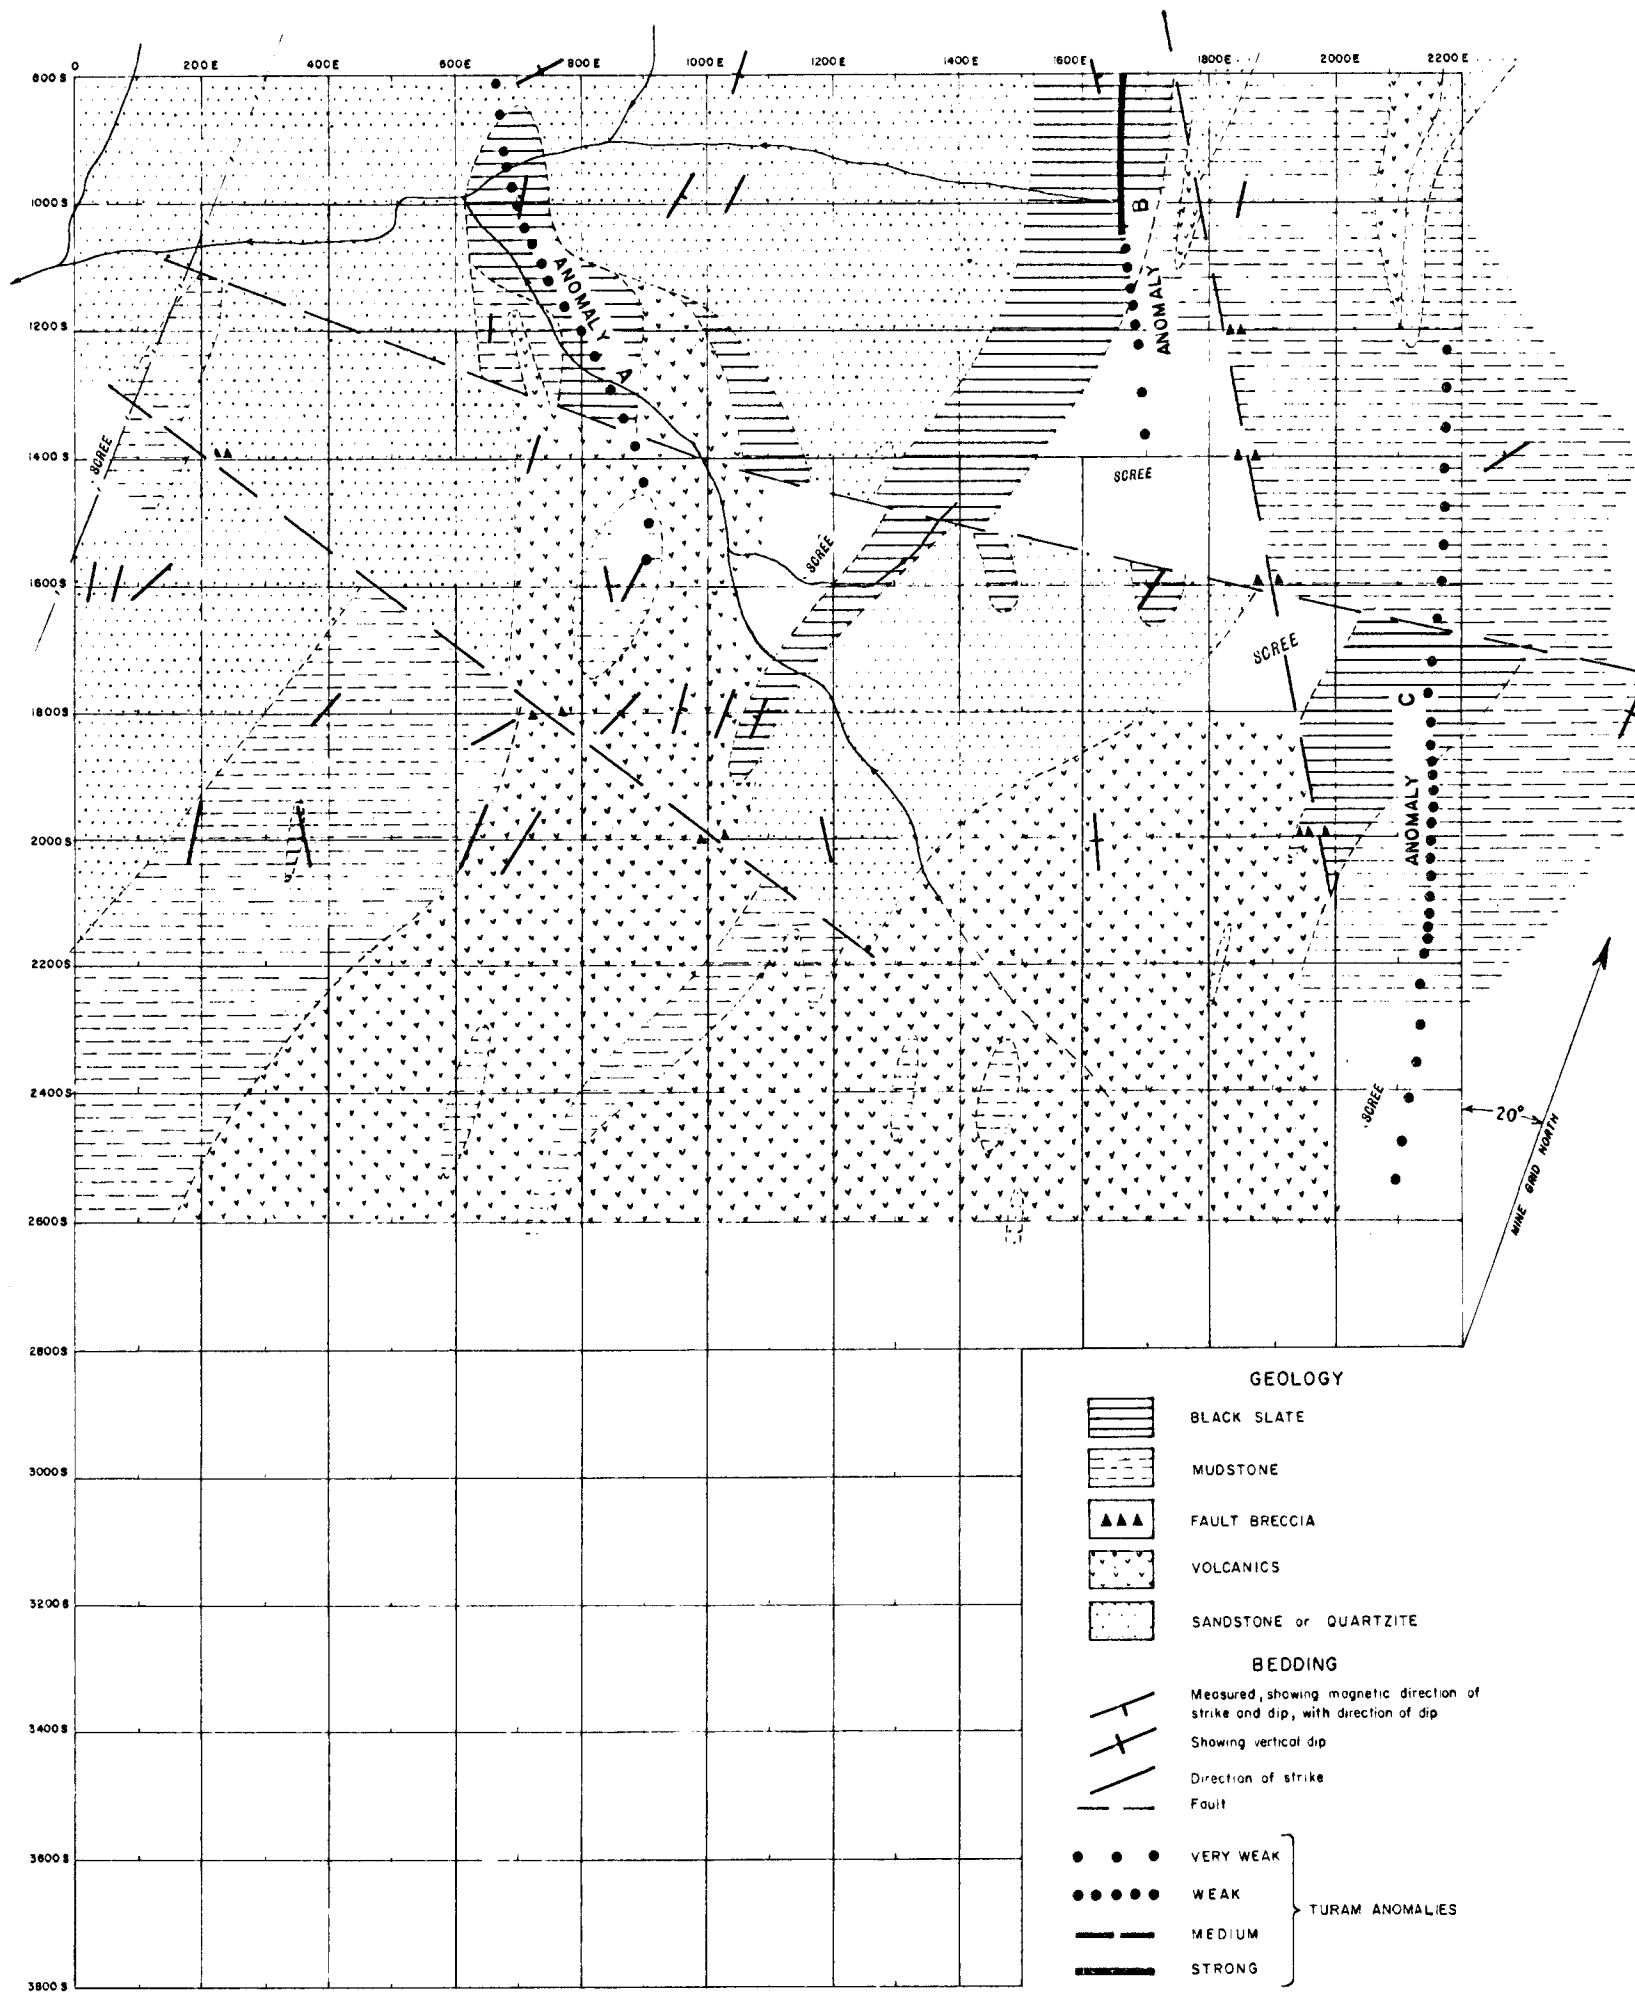 0 200E 400E 600E 800E 1000E 1200E 1400E 1600E 1800E 2000E 2200E
800S
1000S
1200S
1400S
1600S
1800S
2000S
2200S
2400S
2600S
2800S
3000S
3200S
3400S
3600S
3800S
ANOMALY A
ANOMALY B
ANOMALY C
SCREE
SCREE
SCREE
SCREE
SCREE
20°
MINE GRID NORTH
GEOLOGY
BLACK SLATE
MUDSTONE
FAULT BRECCIA
VOLCANICS
SANDSTONE or QUARTZITE
BEDDING
Measured, showing magnetic direction of
strike and dip, with direction of dip
Showing vertical dip
Direction of strike
Fault
VERY WEAK
WEAK
MEDIUM
STRONG
TURAM ANOMALIES